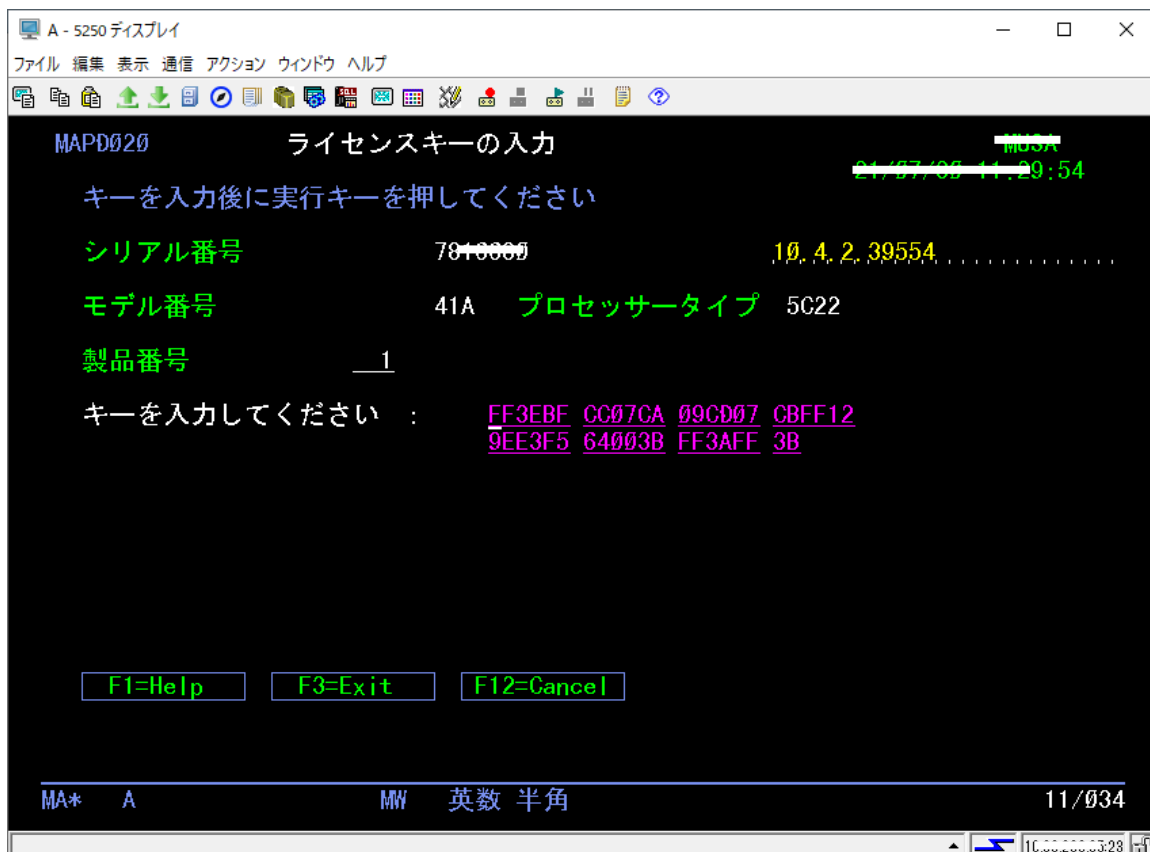 A - 5250 ディスプレイ
ファイル 編集 表示 通信 アクション ウィンドウ ヘルプ
MAPD020 ライセンスキーの入力
9:54
キーを入力後に実行キーを押してください
シリアル番号 78 10.4.2.39554
モデル番号 41A プロセッサータイプ 5C22
製品番号 1
キーを入力してください : FF3EBF CC07CA 09CD07 CBFF12
9EE3F5 64003B FF3AFF 3B
F1=Help F3=Exit F12=Cancel
MA* A MW 英数 半角 11/034